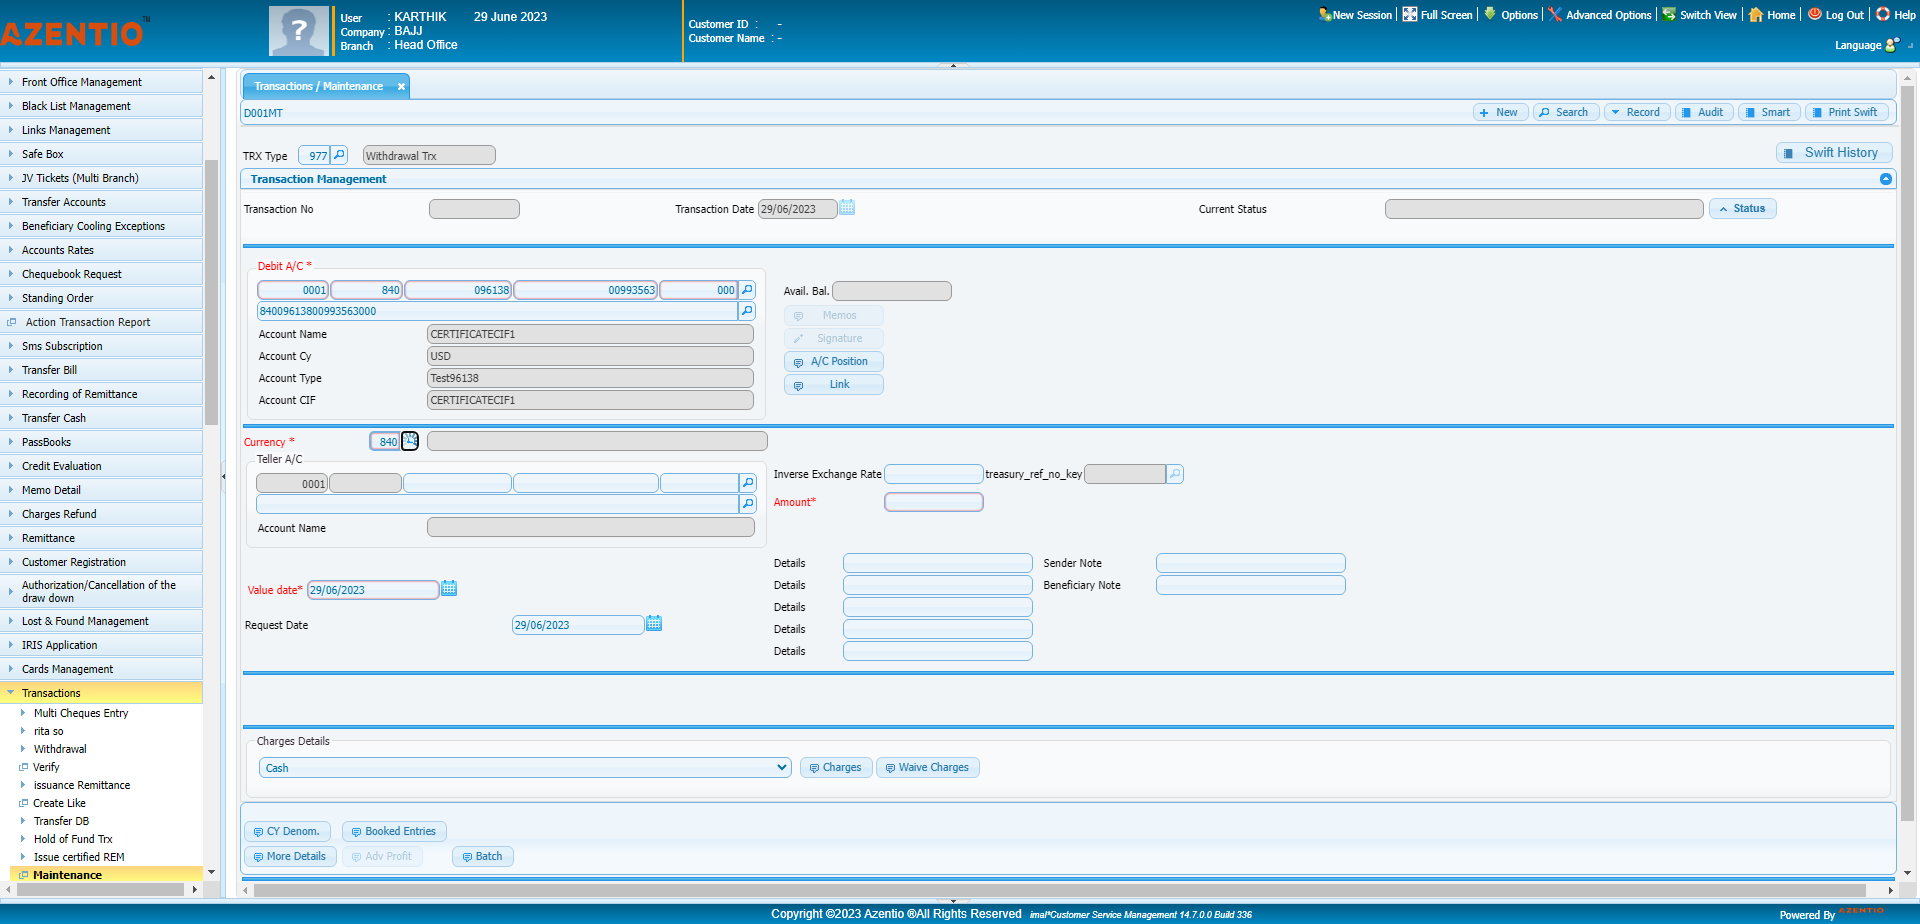 AZENTIO™
User : KARTHIK 29 June 2023
Company : BAJJ
Branch : Head Office
Customer ID : -
Customer Name : -
New Session Full Screen Options Advanced Options Switch View Home Log Out Help
Language
Front Office Management
Black List Management
Links Management
Safe Box
JV Tickets (Multi Branch)
Transfer Accounts
Beneficiary Cooling Exceptions
Accounts Rates
Chequebook Request
Standing Order
Action Transaction Report
Sms Subscription
Transfer Bill
Recording of Remittance
Transfer Cash
PassBooks
Credit Evaluation
Memo Detail
Charges Refund
Remittance
Customer Registration
Authorization/Cancellation of the
draw down
Lost & Found Management
IRIS Application
Cards Management
Transactions
Multi Cheques Entry
rita so
Withdrawal
Verify
issuance Remittance
Create Like
Transfer DB
Hold of Fund Trx
Issue certified REM
Maintenance
Transactions / Maintenance
D001MT
New Search Record Audit Smart Print Swift
TRX Type 977 Withdrawal Trx
Swift History
Transaction Management
Transaction No Transaction Date 29/06/2023 Current Status Status
Debit A/C *
0001 840 096138 00993563 000
84009613800993563000
Account Name CERTIFICATECIF1
Account Cy USD
Account Type Test96138
Account CIF CERTIFICATECIF1
Avail. Bal.
Memos
Signature
A/C Position
Link
Currency * 840
Teller A/C
0001
Account Name
Inverse Exchange Rate treasury_ref_no_key
Amount*
Value date* 29/06/2023
Request Date 29/06/2023
Details Sender Note
Details Beneficiary Note
Details
Details
Details
Charges Details
Cash Charges Waive Charges
CY Denom. Booked Entries
More Details Adv Profit Batch
Copyright ©2023 Azentio ®All Rights Reserved imal*Customer Service Management 14.7.0.0 Build 336
Powered By AZENTIO